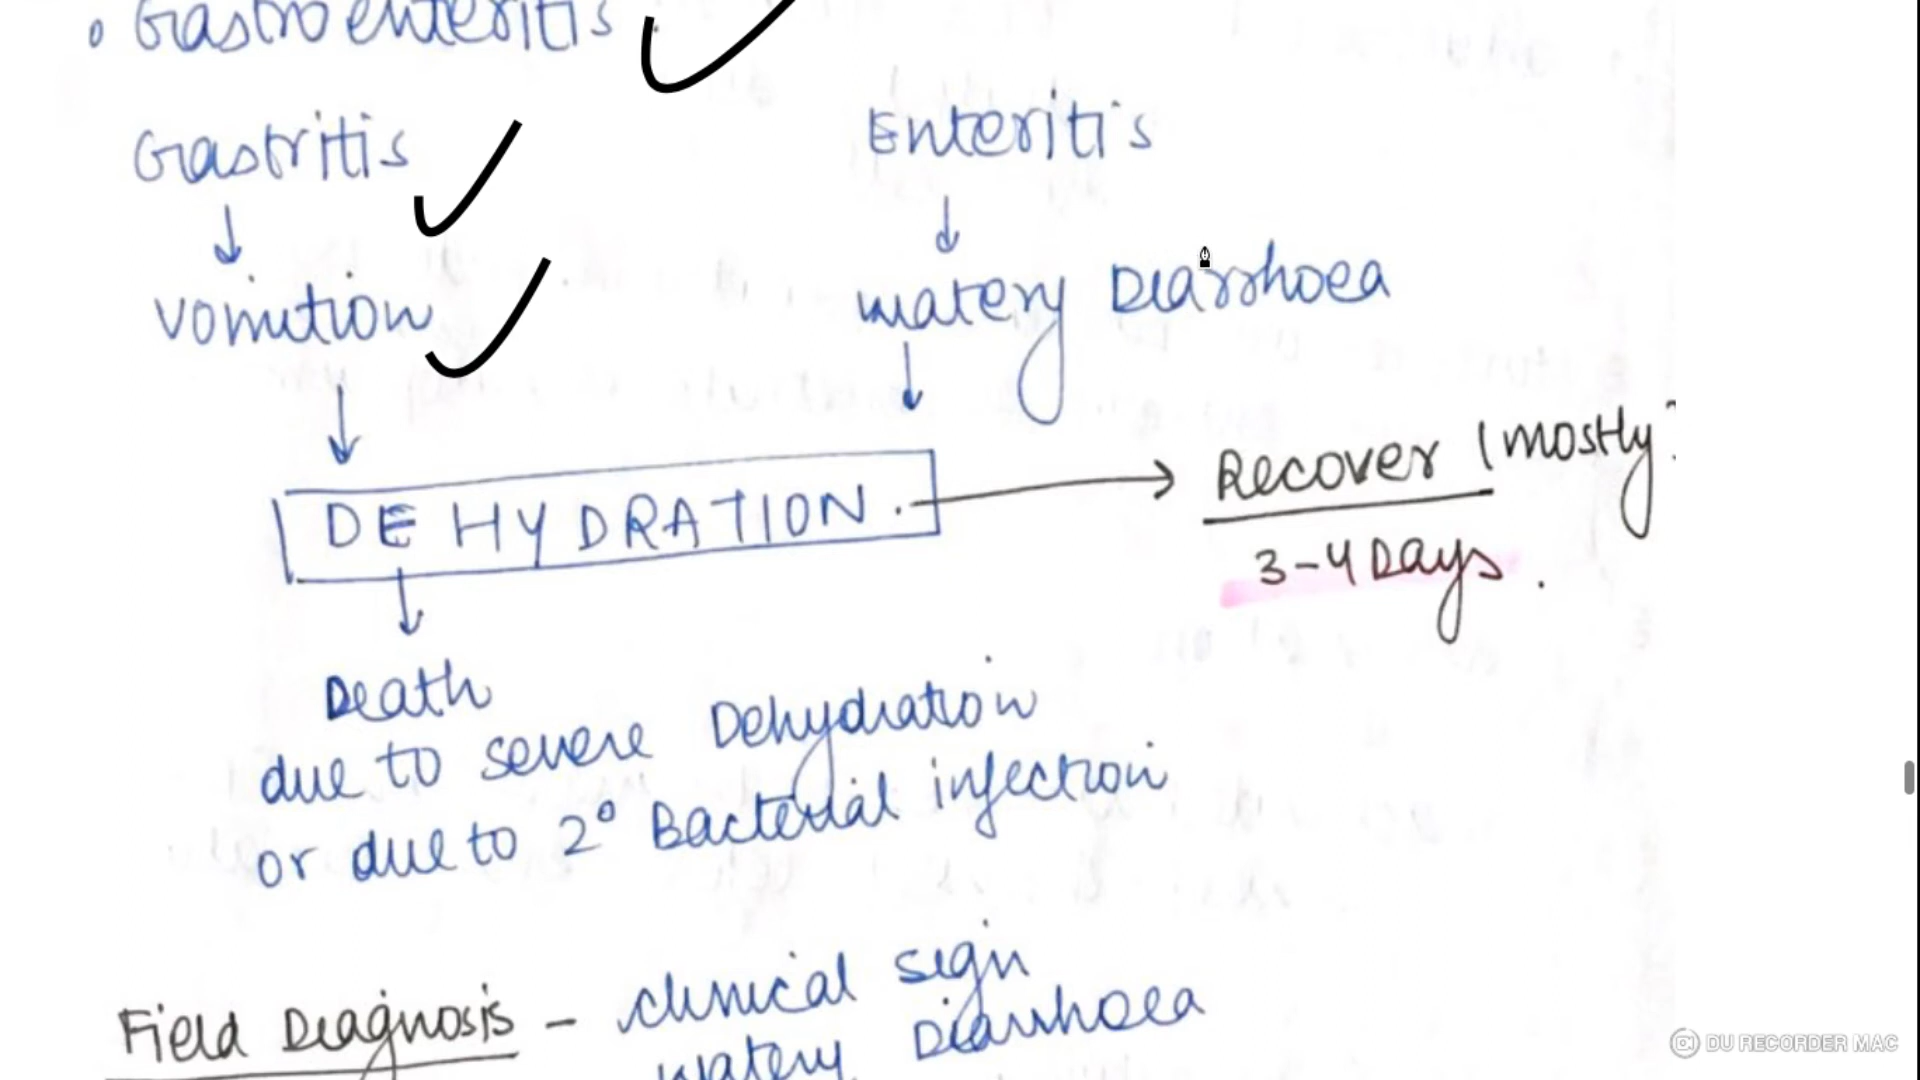 • Gastroenteritis.
Gastritis
Enteritis
↓
↓
vomition
watery Diarrhoea
↓
↓
DEHYDRATION. → Recover (mostly)
3-4 Days.
↓
Death
due to severe Dehydration
or due to 2° Bacterial infection
Field Diagnosis - clinical sign
watery Diarrhoea
DU RECORDER MAC